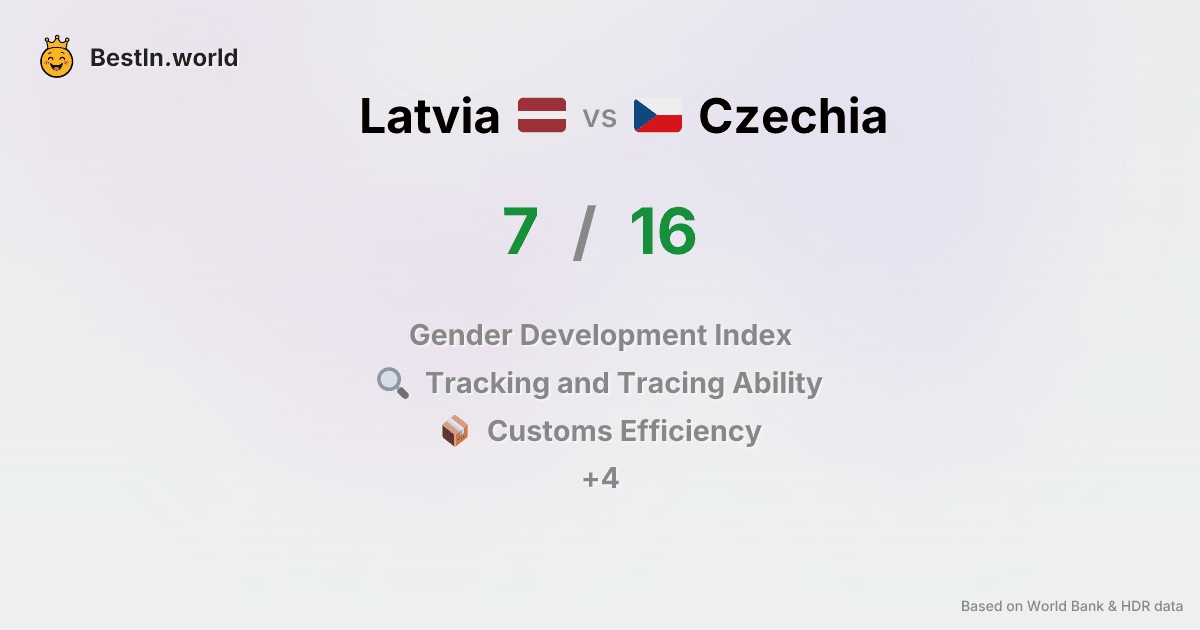 BestIn.world
Latvia vs Czechia
7 / 16
Gender Development Index
Tracking and Tracing Ability
Customs Efficiency
+4
Based on World Bank & HDR data